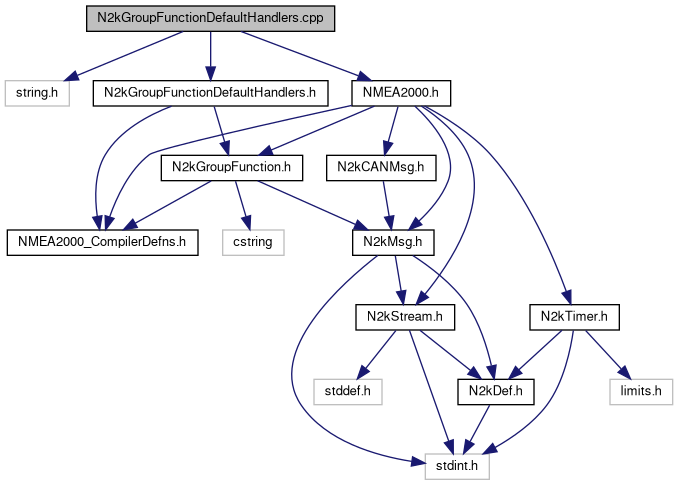 N2kGroupFunctionDefaultHandlers.cpp
string.h
N2kGroupFunctionDefaultHandlers.h
NMEA2000.h
N2kGroupFunction.h
N2kCANMsg.h
NMEA2000_CompilerDefns.h
cstring
N2kMsg.h
N2kStream.h
N2kTimer.h
stddef.h
N2kDef.h
limits.h
stdint.h